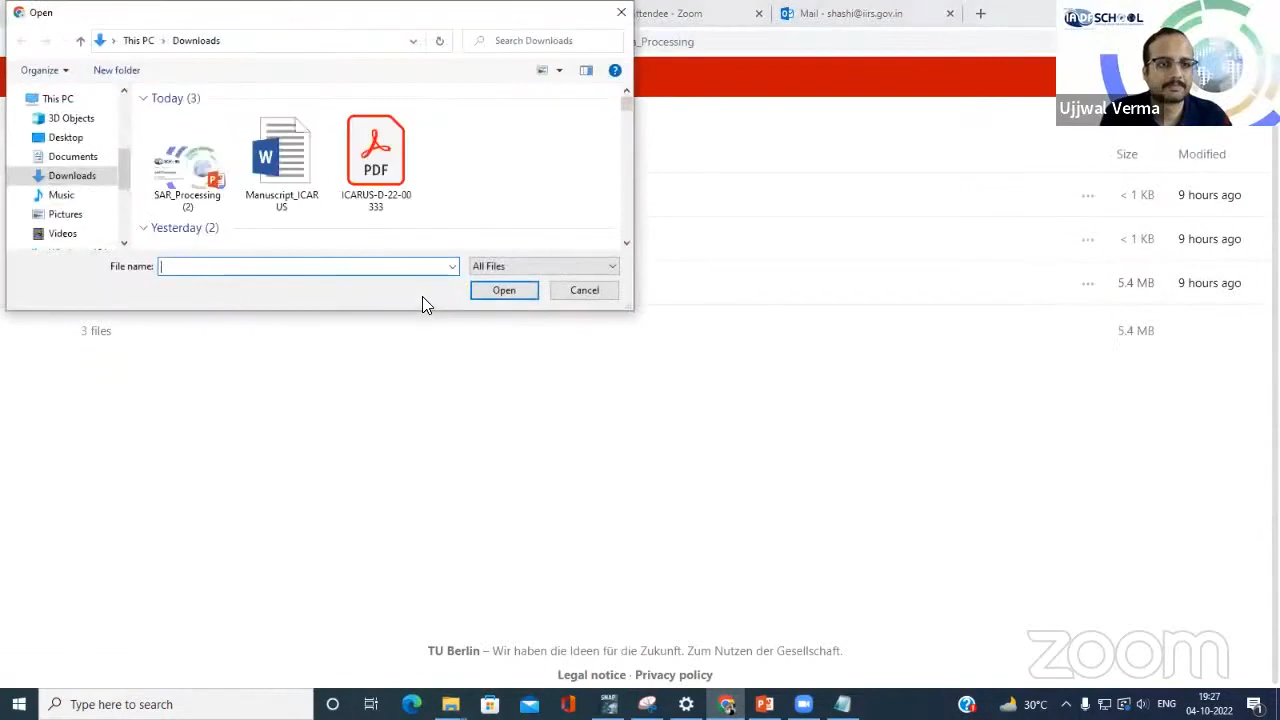 Open
ttendee - Zoom
Mail - shashi@iirs.gov.in
This PC
Downloads
Search Downloads
a_Processing
Organize
New folder
SCHOOL
Ujjwal Verma
This PC
3D Objects
Desktop
Documents
Downloads
Music
Pictures
Videos
Today (3)
SAR_Processing
(2)
W
Manuscript_ICAR
US
PDF
ICARUS-D-22-00
333
Yesterday (2)
File name:
All Files
Open
Cancel
Size
Modified
< 1 KB
9 hours ago
< 1 KB
9 hours ago
5.4 MB
9 hours ago
3 files
5.4 MB
TU Berlin – Wir haben die Ideen für die Zukunft. Zum Nutzen der Gesellschaft.
Legal notice · Privacy policy
zoom
Type here to search
SNAP
30°C
ENG
19:27
04-10-2022